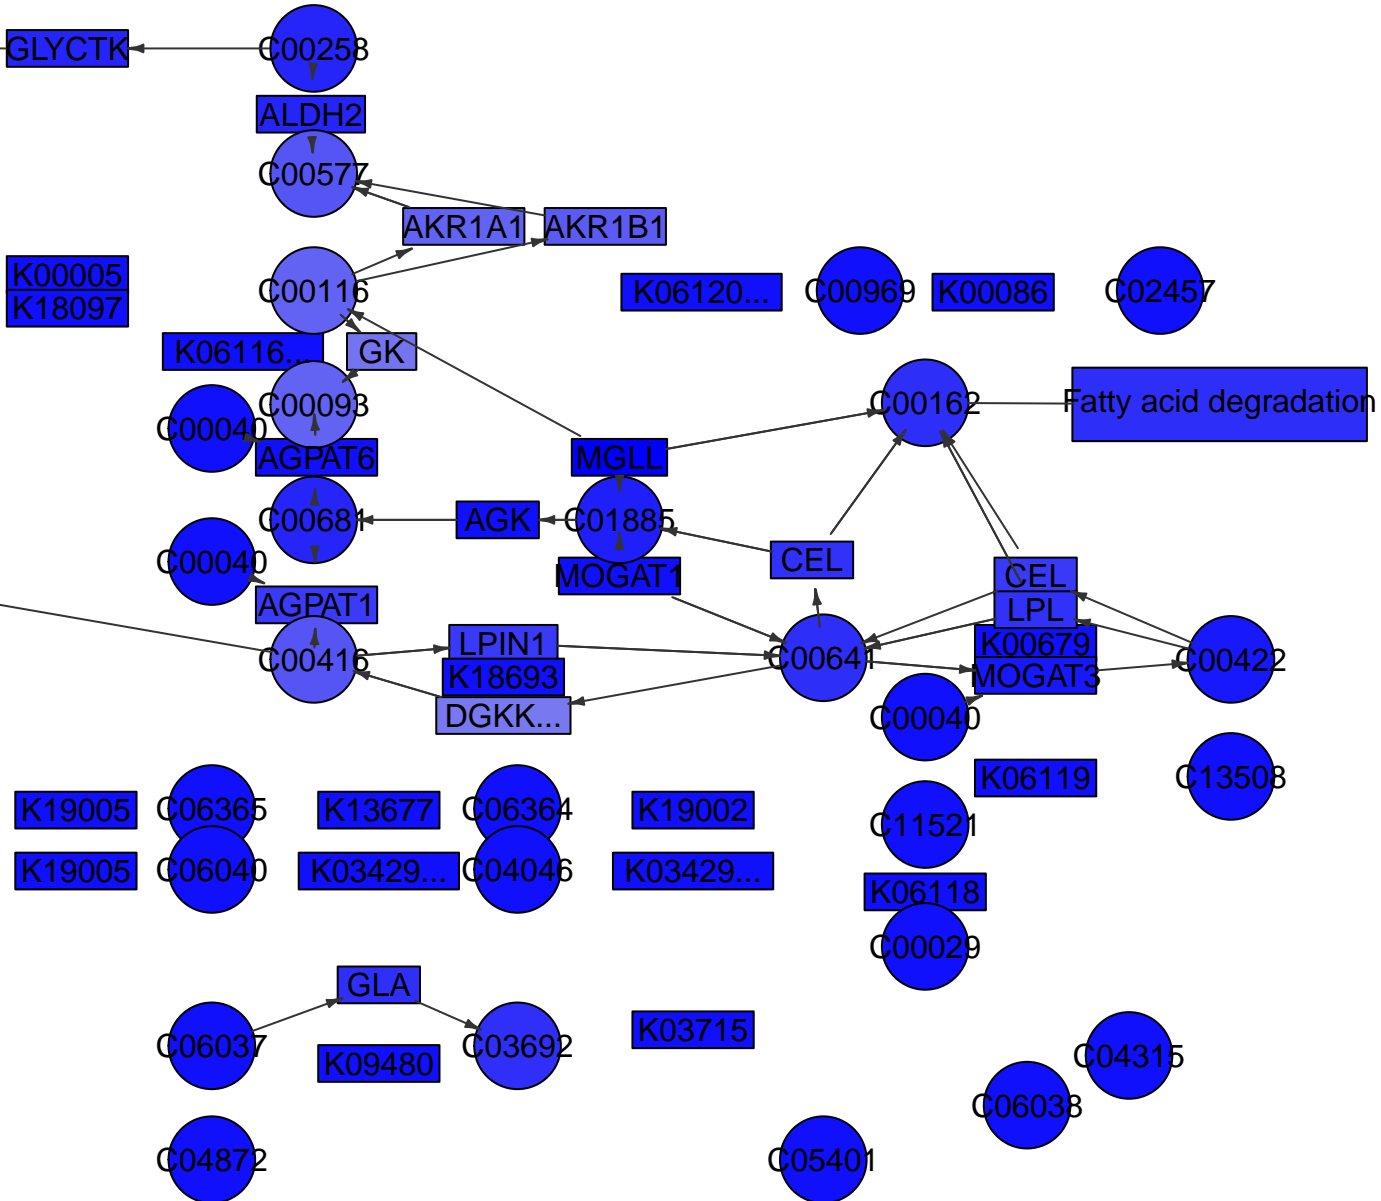 GLYCTK
C00258
ALDH2
C00577
AKR1A1
AKR1B1
K00005
K18097
C00116
K06120...
C00969
K00086
C02457
K06116...
GK
C00093
C00162
Fatty acid degradation
C00040
AGPAT6
MGLL
C00681
AGK
C01885
C00040
MOGAT1
CEL
CEL
AGPAT1
LPL
C00416
LPIN1
K18693
DGKK...
C00641
K00679
MOGAT3
C00422
C00040
K06119
C13508
K19005
C06365
K13677
C06364
K19002
C11521
K19005
C06040
K03429...
C04046
K03429...
K06118
C00029
GLA
C06037
K09480
C03692
K03715
C04315
C06038
C04872
C05401